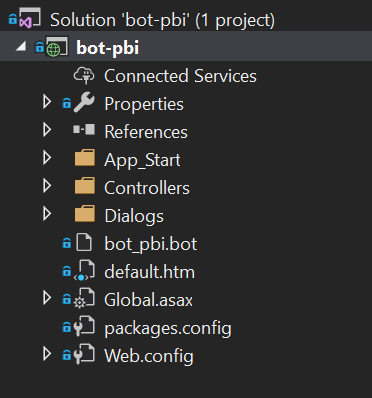 Solution 'bot-pbi' (1 project)
bot-pbi
Connected Services
Properties
References
App_Start
Controllers
Dialogs
bot_pbi.bot
default.htm
Global.asax
packages.config
Web.config